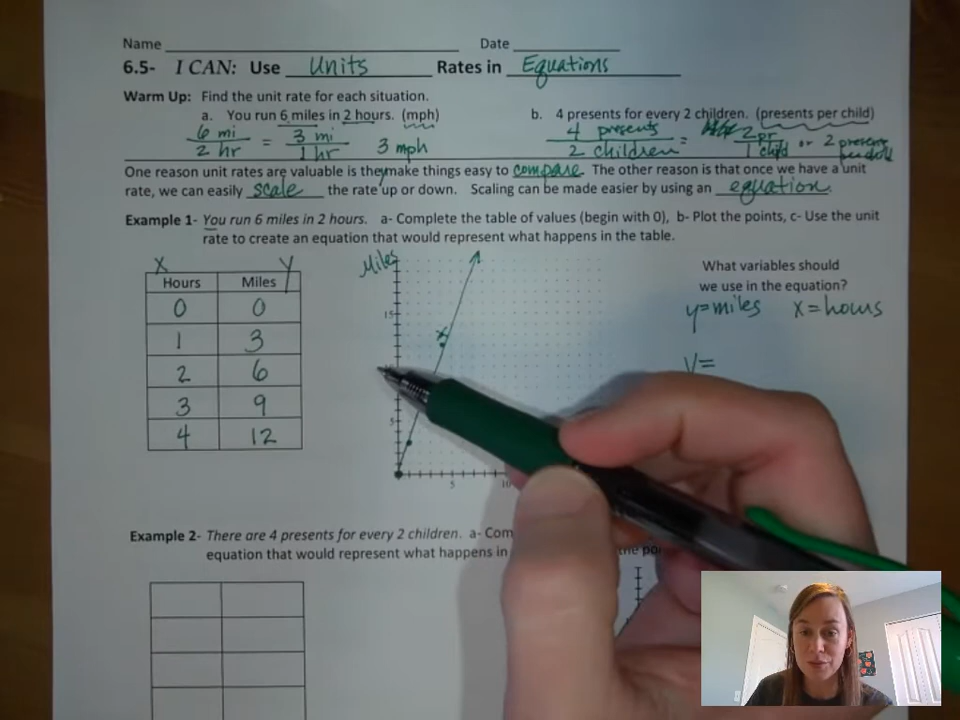 Name Date
6.5- I CAN: Use Units Rates in Equations
Warm Up: Find the unit rate for each situation.
a. You run 6 miles in 2 hours. (mph) b. 4 presents for every 2 children. (presents per child)
6 mi / 2 hr = 3 mi / 1 hr 3 mph 4 presents / 2 children = 2 pr / 1 child or 2 presents
One reason unit rates are valuable is they make things easy to compare. The other reason is that once we have a unit
rate, we can easily scale the rate up or down. Scaling can be made easier by using an equation.
Example 1- You run 6 miles in 2 hours. a- Complete the table of values (begin with 0), b- Plot the points, c- Use the unit
rate to create an equation that would represent what happens in the table.
X Y
Hours Miles
0 0
1 3
2 6
3 9
4 12
Miles
15
5
5 10
x
What variables should
we use in the equation?
y=miles x=hours
y=
Example 2- There are 4 presents for every 2 children. a- Com
equation that would represent what happens in the poi